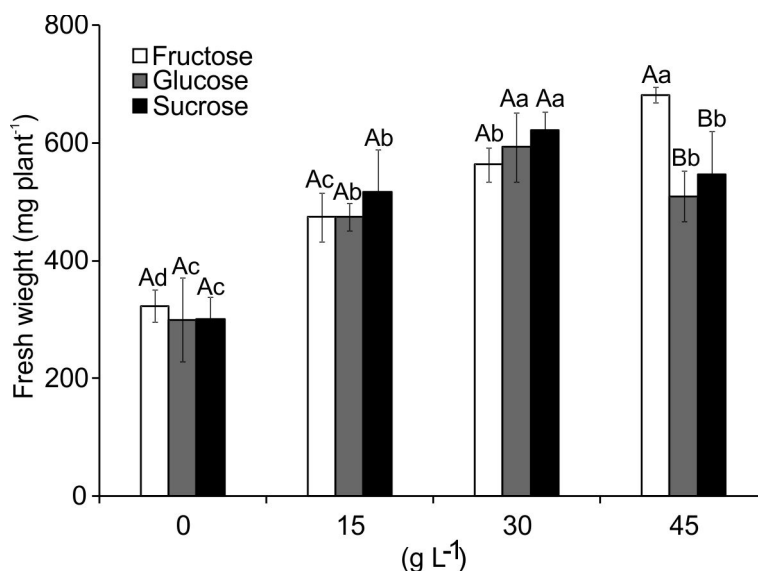 800
Fructose
Glucose
Sucrose
Aa
Aa Aa
Ab
Ab
Bb
Bb
600
Ac Ab
Fresh wieght (mg plant⁻¹)
400
Ad Ac Ac
200
0
0 15 30 45
(g L⁻¹)